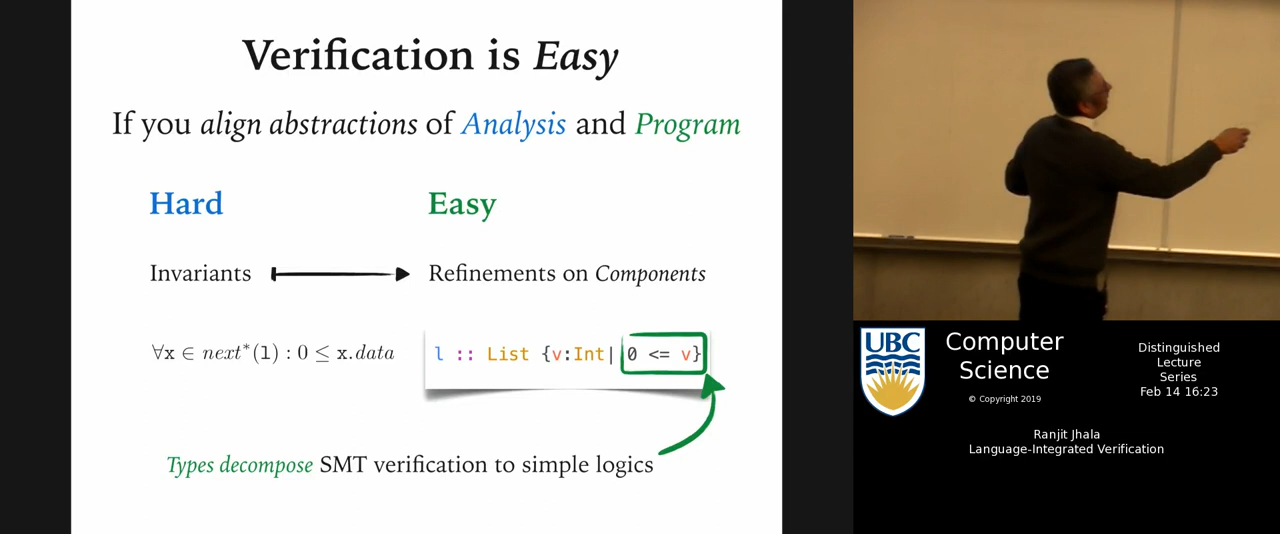 Verification is Easy
If you align abstractions of Analysis and Program
Hard
Easy
Invariants
Refinements on Components
∀x ∈ next*(l) : 0 ≤ x.data
l :: List {v:Int| 0 <= v}
Types decompose SMT verification to simple logics
UBC
Computer
Science
© Copyright 2019
Distinguished
Lecture
Series
Feb 14 16:23
Ranjit Jhala
Language-Integrated Verification